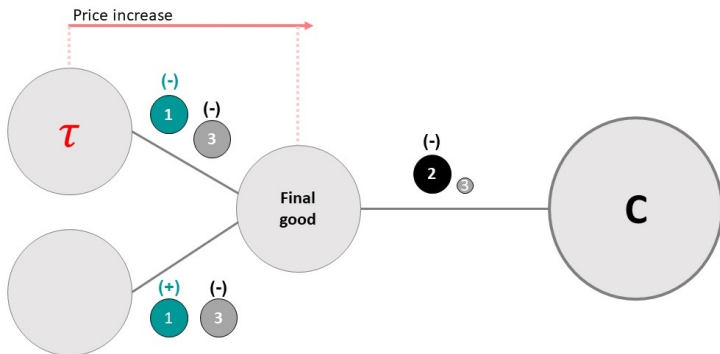 Price increase
(-)
1
(-)
3
τ
(-)
2
3
Final
good
C
(+)
1
(-)
3